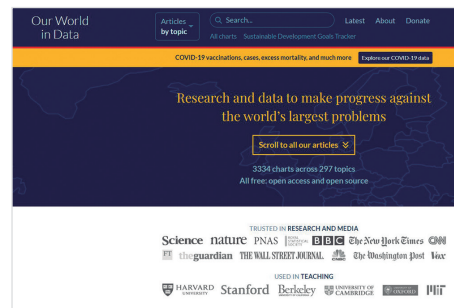 Our World
in Data
Articles
by topic
Search...
Latest About Donate
All charts Sustainable Development Goals Tracker
COVID-19 vaccinations, cases, excess mortality, and much more Explore our COVID-19 data
Research and data to make progress against
the world's largest problems
Scroll to all our articles
3334 charts across 297 topics
All free: open access and open source
TRUSTED IN RESEARCH AND MEDIA
Science nature PNAS BBC The New York Times CNN
FT theguardian THE WALL STREET JOURNAL CNBC The Washington Post Vox
USED IN TEACHING
HARVARD UNIVERSITY Stanford Berkeley UNIVERSITY OF CAMBRIDGE OXFORD MIT